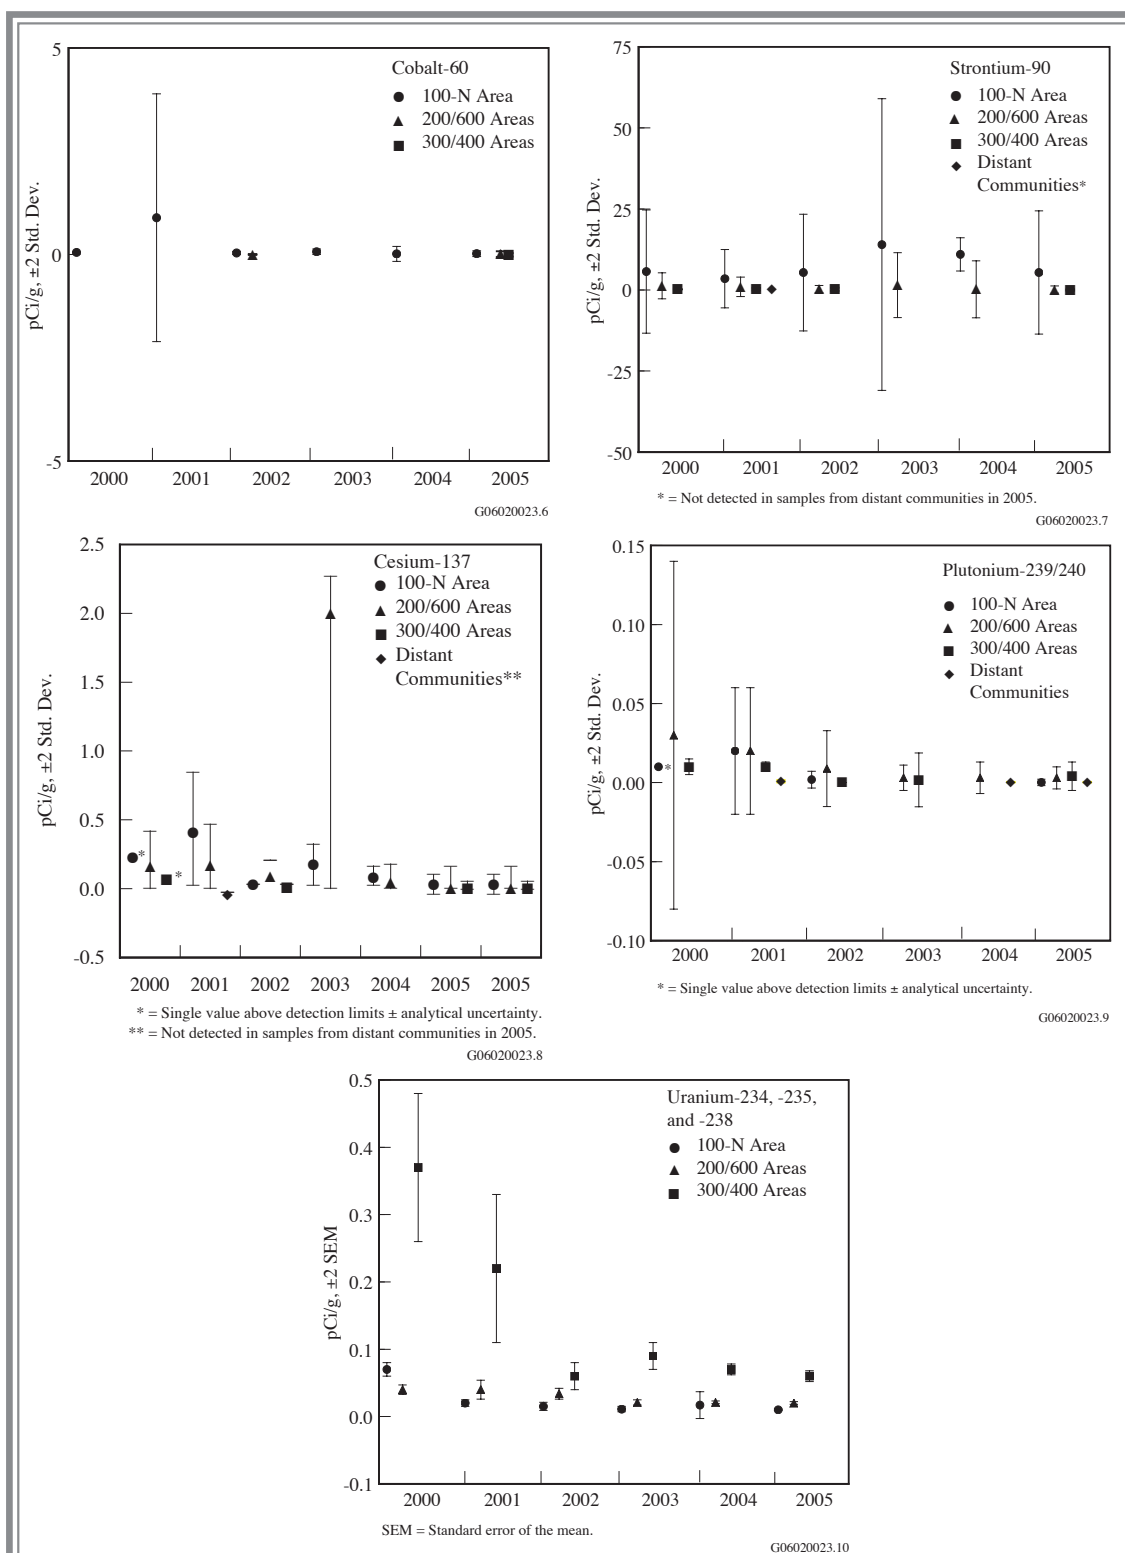 Cobalt-60
100-N Area
200/600 Areas
300/400 Areas
5
0
-5
pCi/g, ±2 Std. Dev.
2000 2001 2002 2003 2004 2005
G06020023.6
Strontium-90
100-N Area
200/600 Areas
300/400 Areas
Distant
Communities*
75
50
25
0
-25
-50
pCi/g, ±2 Std. Dev.
2000 2001 2002 2003 2004 2005
* = Not detected in samples from distant communities in 2005.
G06020023.7
Cesium-137
100-N Area
200/600 Areas
300/400 Areas
Distant
Communities**
2.5
2.0
1.5
1.0
0.5
0.0
-0.5
pCi/g, ±2 Std. Dev.
*
*
2000 2001 2002 2003 2004 2005 2005
* = Single value above detection limits ± analytical uncertainty.
** = Not detected in samples from distant communities in 2005.
G06020023.8
Plutonium-239/240
100-N Area
200/600 Areas
300/400 Areas
Distant
Communities
0.15
0.10
0.05
0.00
-0.05
-0.10
pCi/g, ±2 Std. Dev.
*
2000 2001 2002 2003 2004 2005
* = Single value above detection limits ± analytical uncertainty.
G06020023.9
Uranium-234, -235,
and -238
100-N Area
200/600 Areas
300/400 Areas
0.5
0.4
0.3
0.2
0.1
0.0
-0.1
pCi/g, ±2 SEM
2000 2001 2002 2003 2004 2005
SEM = Standard error of the mean.
G06020023.10